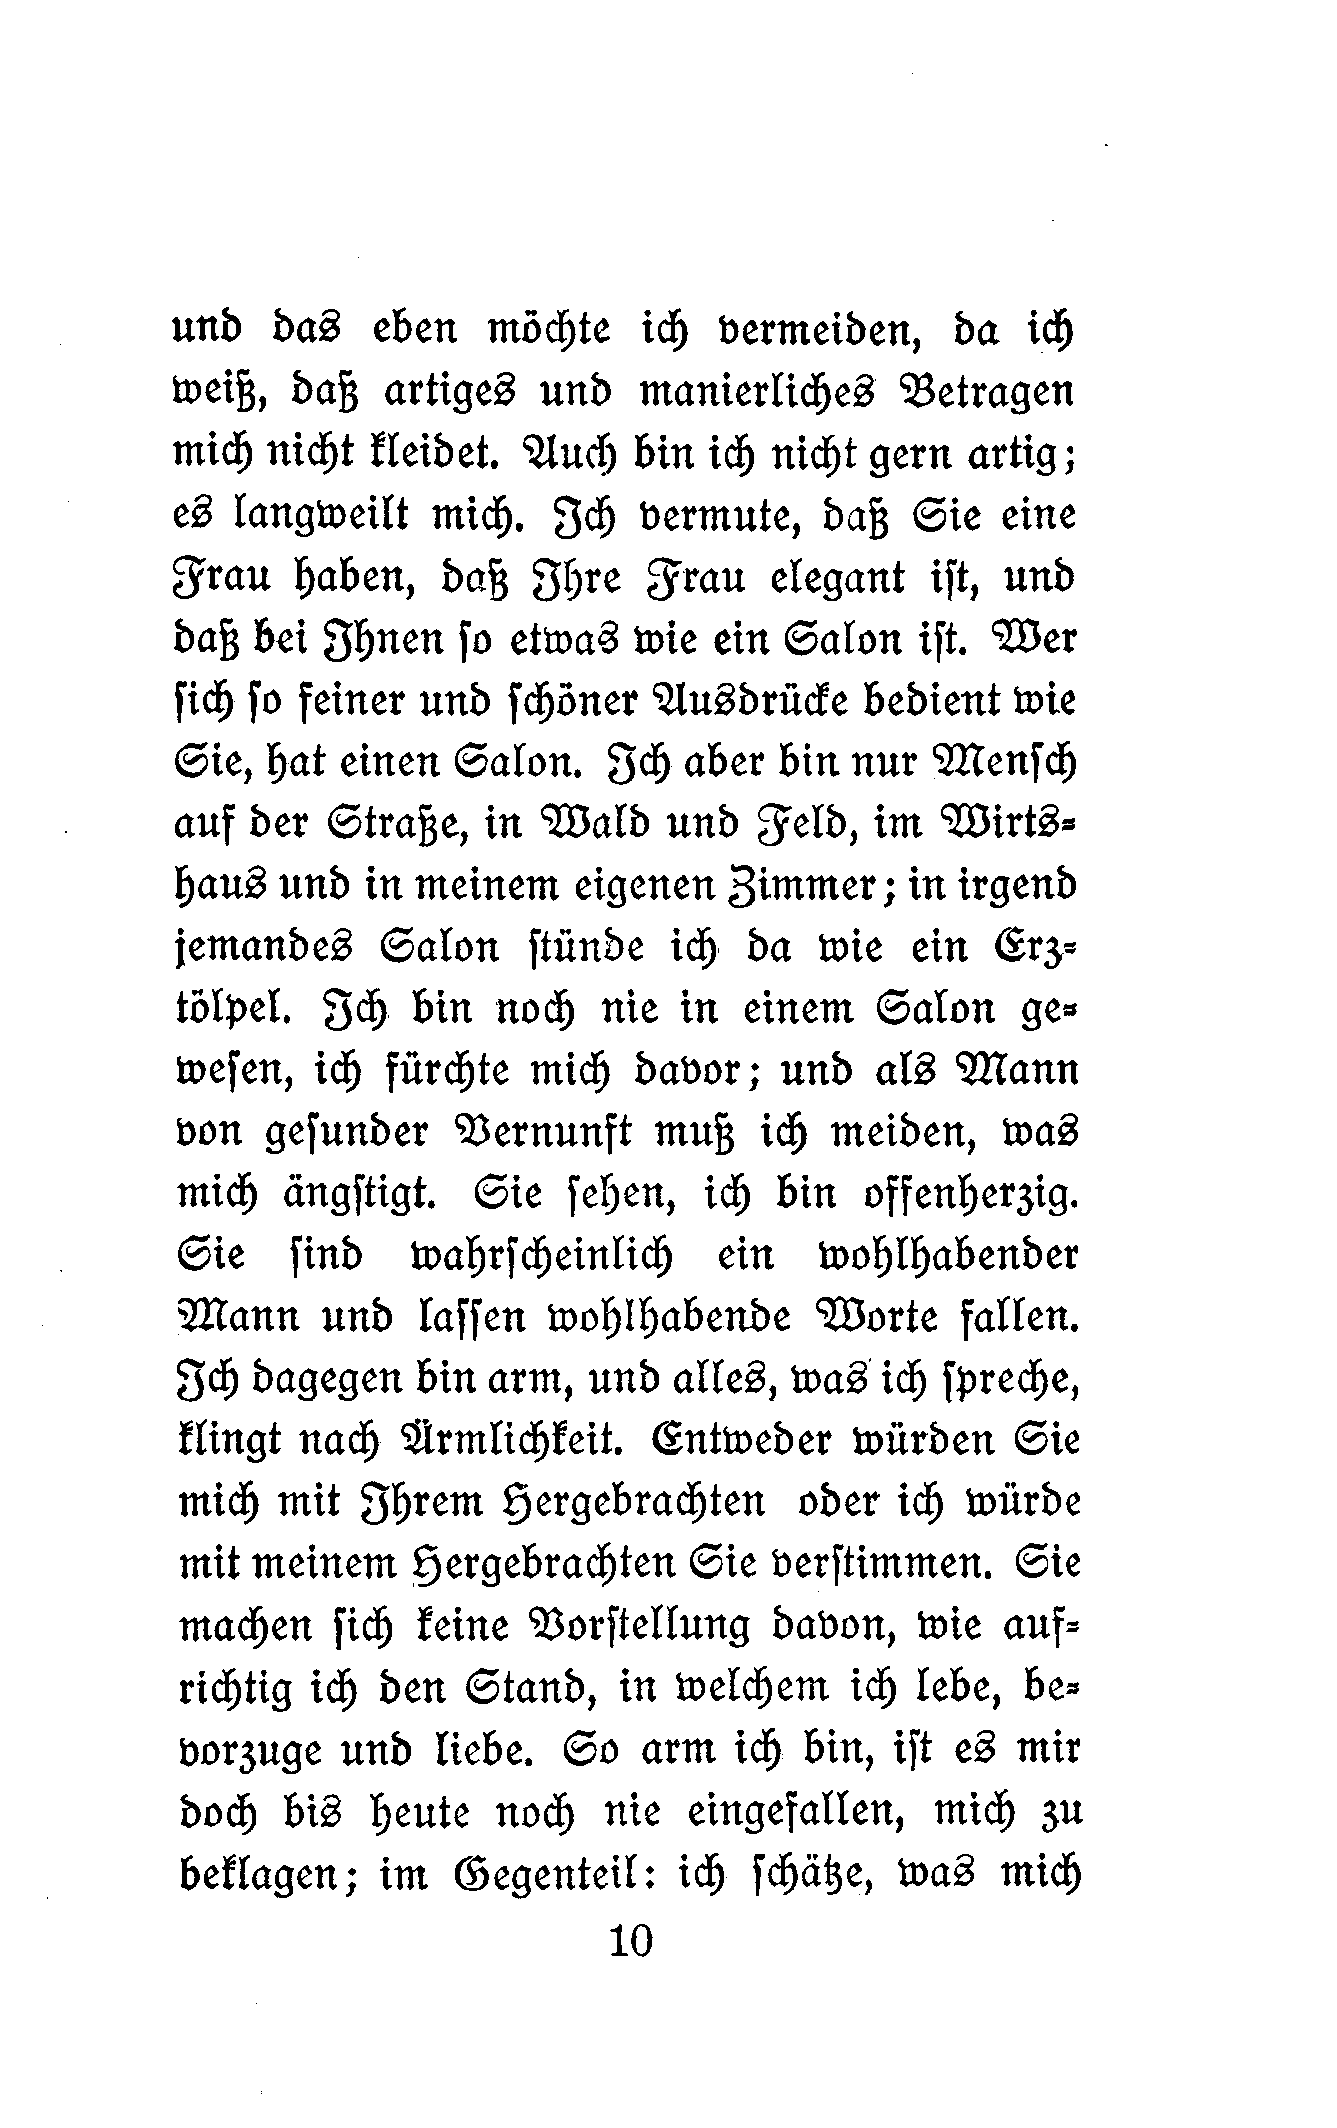 und das eben möchte ich vermeiden, da ich
weiß, daß artiges und manierliches Betragen
mich nicht kleidet. Auch bin ich nicht gern artig;
es langweilt mich. Ich vermute, daß Sie eine
Frau haben, daß Ihre Frau elegant iſt, und
daß bei Ihnen ſo etwas wie ein Salon iſt. Wer
ſich ſo feiner und ſchöner Ausdrücke bedient wie
Sie, hat einen Salon. Ich aber bin nur Menſch
auf der Straße, in Wald und Feld, im Wirts-
haus und in meinem eigenen Zimmer; in irgend
jemandes Salon ſtünde ich da wie ein Erz-
tölpel. Ich bin noch nie in einem Salon ge-
weſen, ich fürchte mich davor; und als Mann
von geſunder Vernunft muß ich meiden, was
mich ängſtigt. Sie ſehen, ich bin offenherzig.
Sie ſind wahrſcheinlich ein wohlhabender
Mann und laſſen wohlhabende Worte fallen.
Ich dagegen bin arm, und alles, was ich ſpreche,
klingt nach Ärmlichkeit. Entweder würden Sie
mich mit Ihrem Hergebrachten oder ich würde
mit meinem Hergebrachten Sie verſtimmen. Sie
machen ſich keine Vorſtellung davon, wie auf-
richtig ich den Stand, in welchem ich lebe, be-
vorzuge und liebe. So arm ich bin, iſt es mir
doch bis heute noch nie eingefallen, mich zu
beklagen; im Gegenteil: ich ſchätze, was mich
10